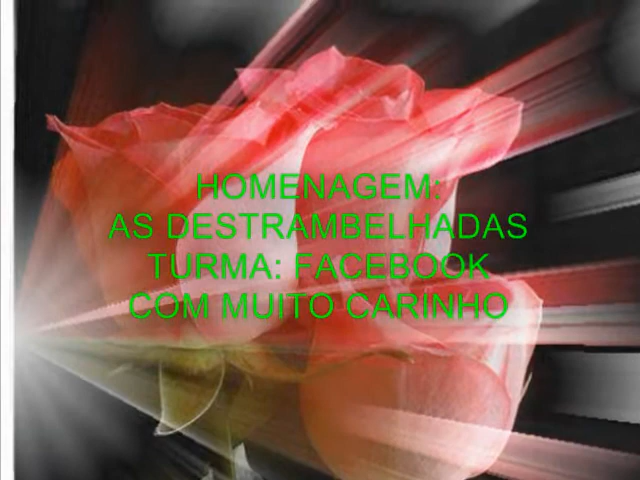 HOMENAGEM:
AS DESTRAMBELHADAS
TURMA: FACEBOOK
COM MUITO CARINHO